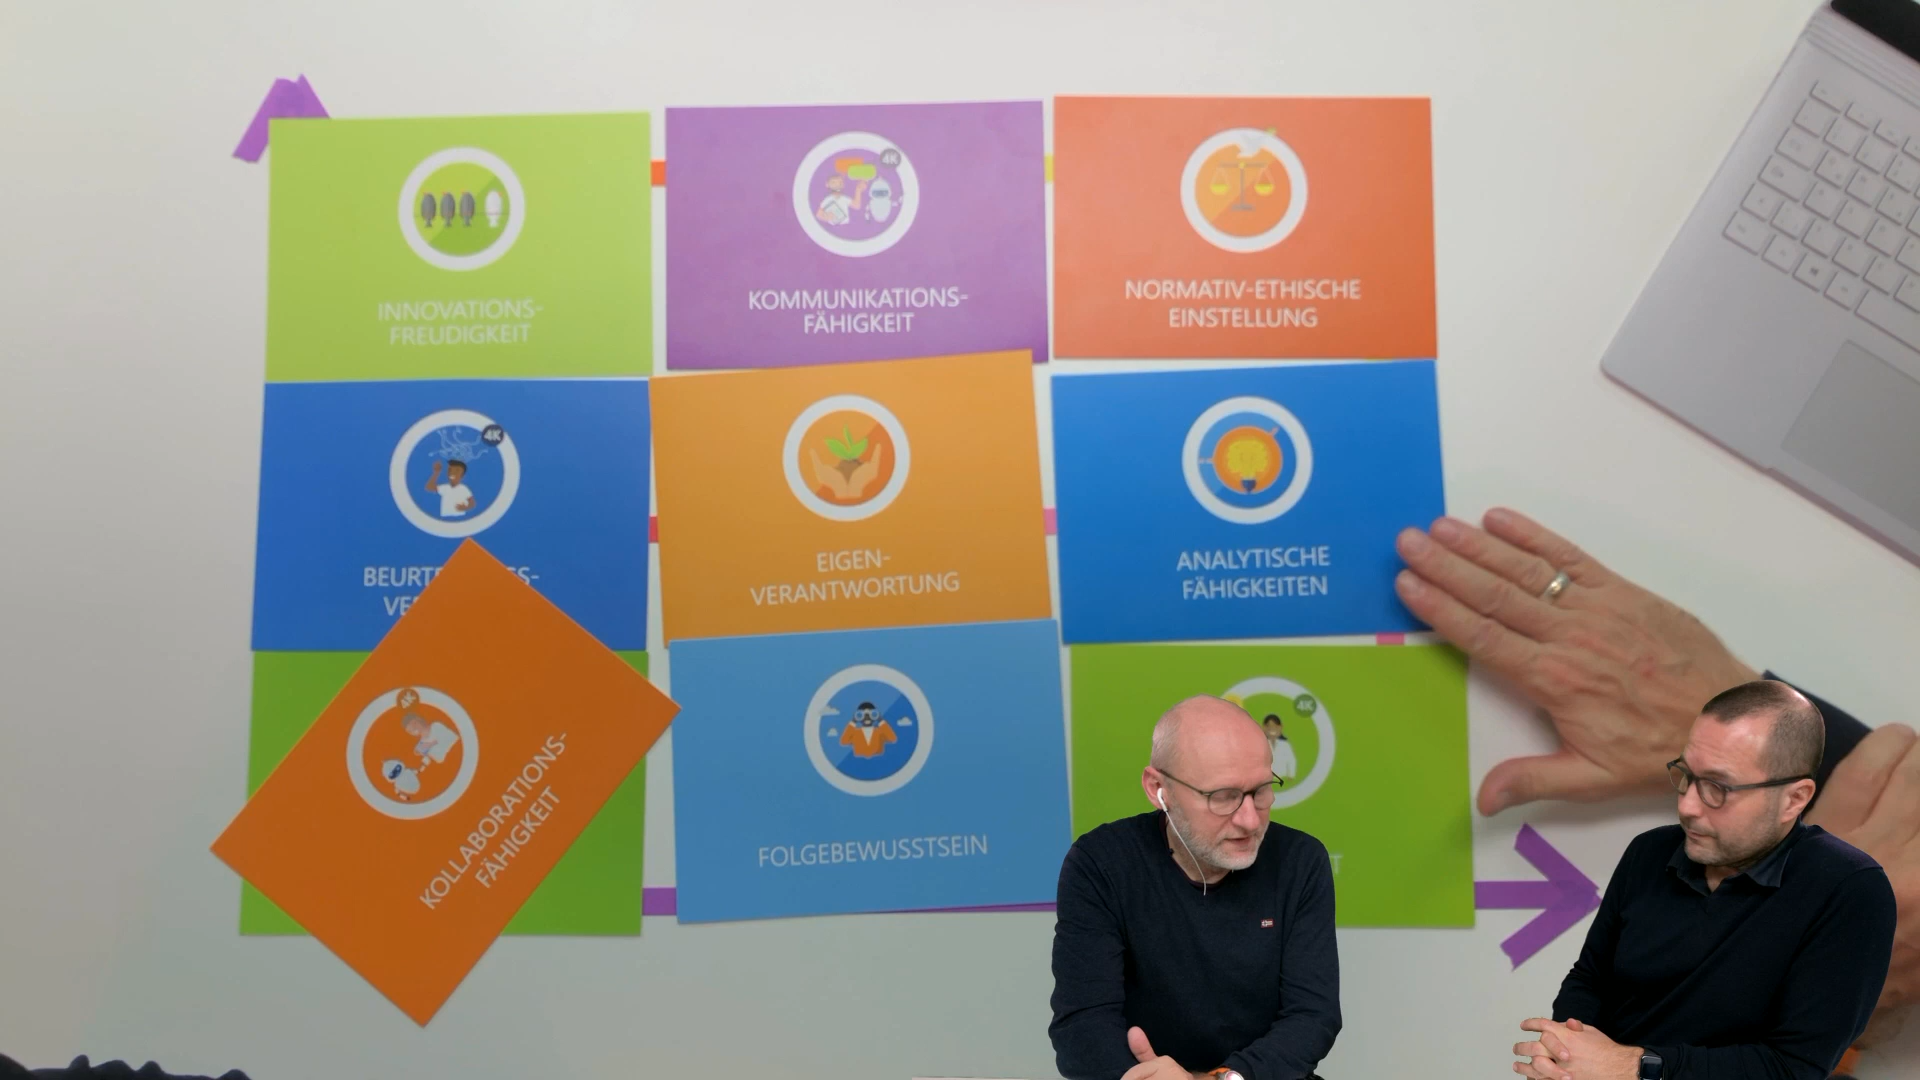 INNOVATIONS-
FREUDIGKEIT
4K
KOMMUNIKATIONS-
FÄHIGKEIT
NORMATIV-ETHISCHE
EINSTELLUNG
4K
EIGEN-
VERANTWORTUNG
ANALYTISCHE
FÄHIGKEITEN
4K
KOLLABORATIONS-
FÄHIGKEIT
FOLGEBEWUSSTSEIN
4K